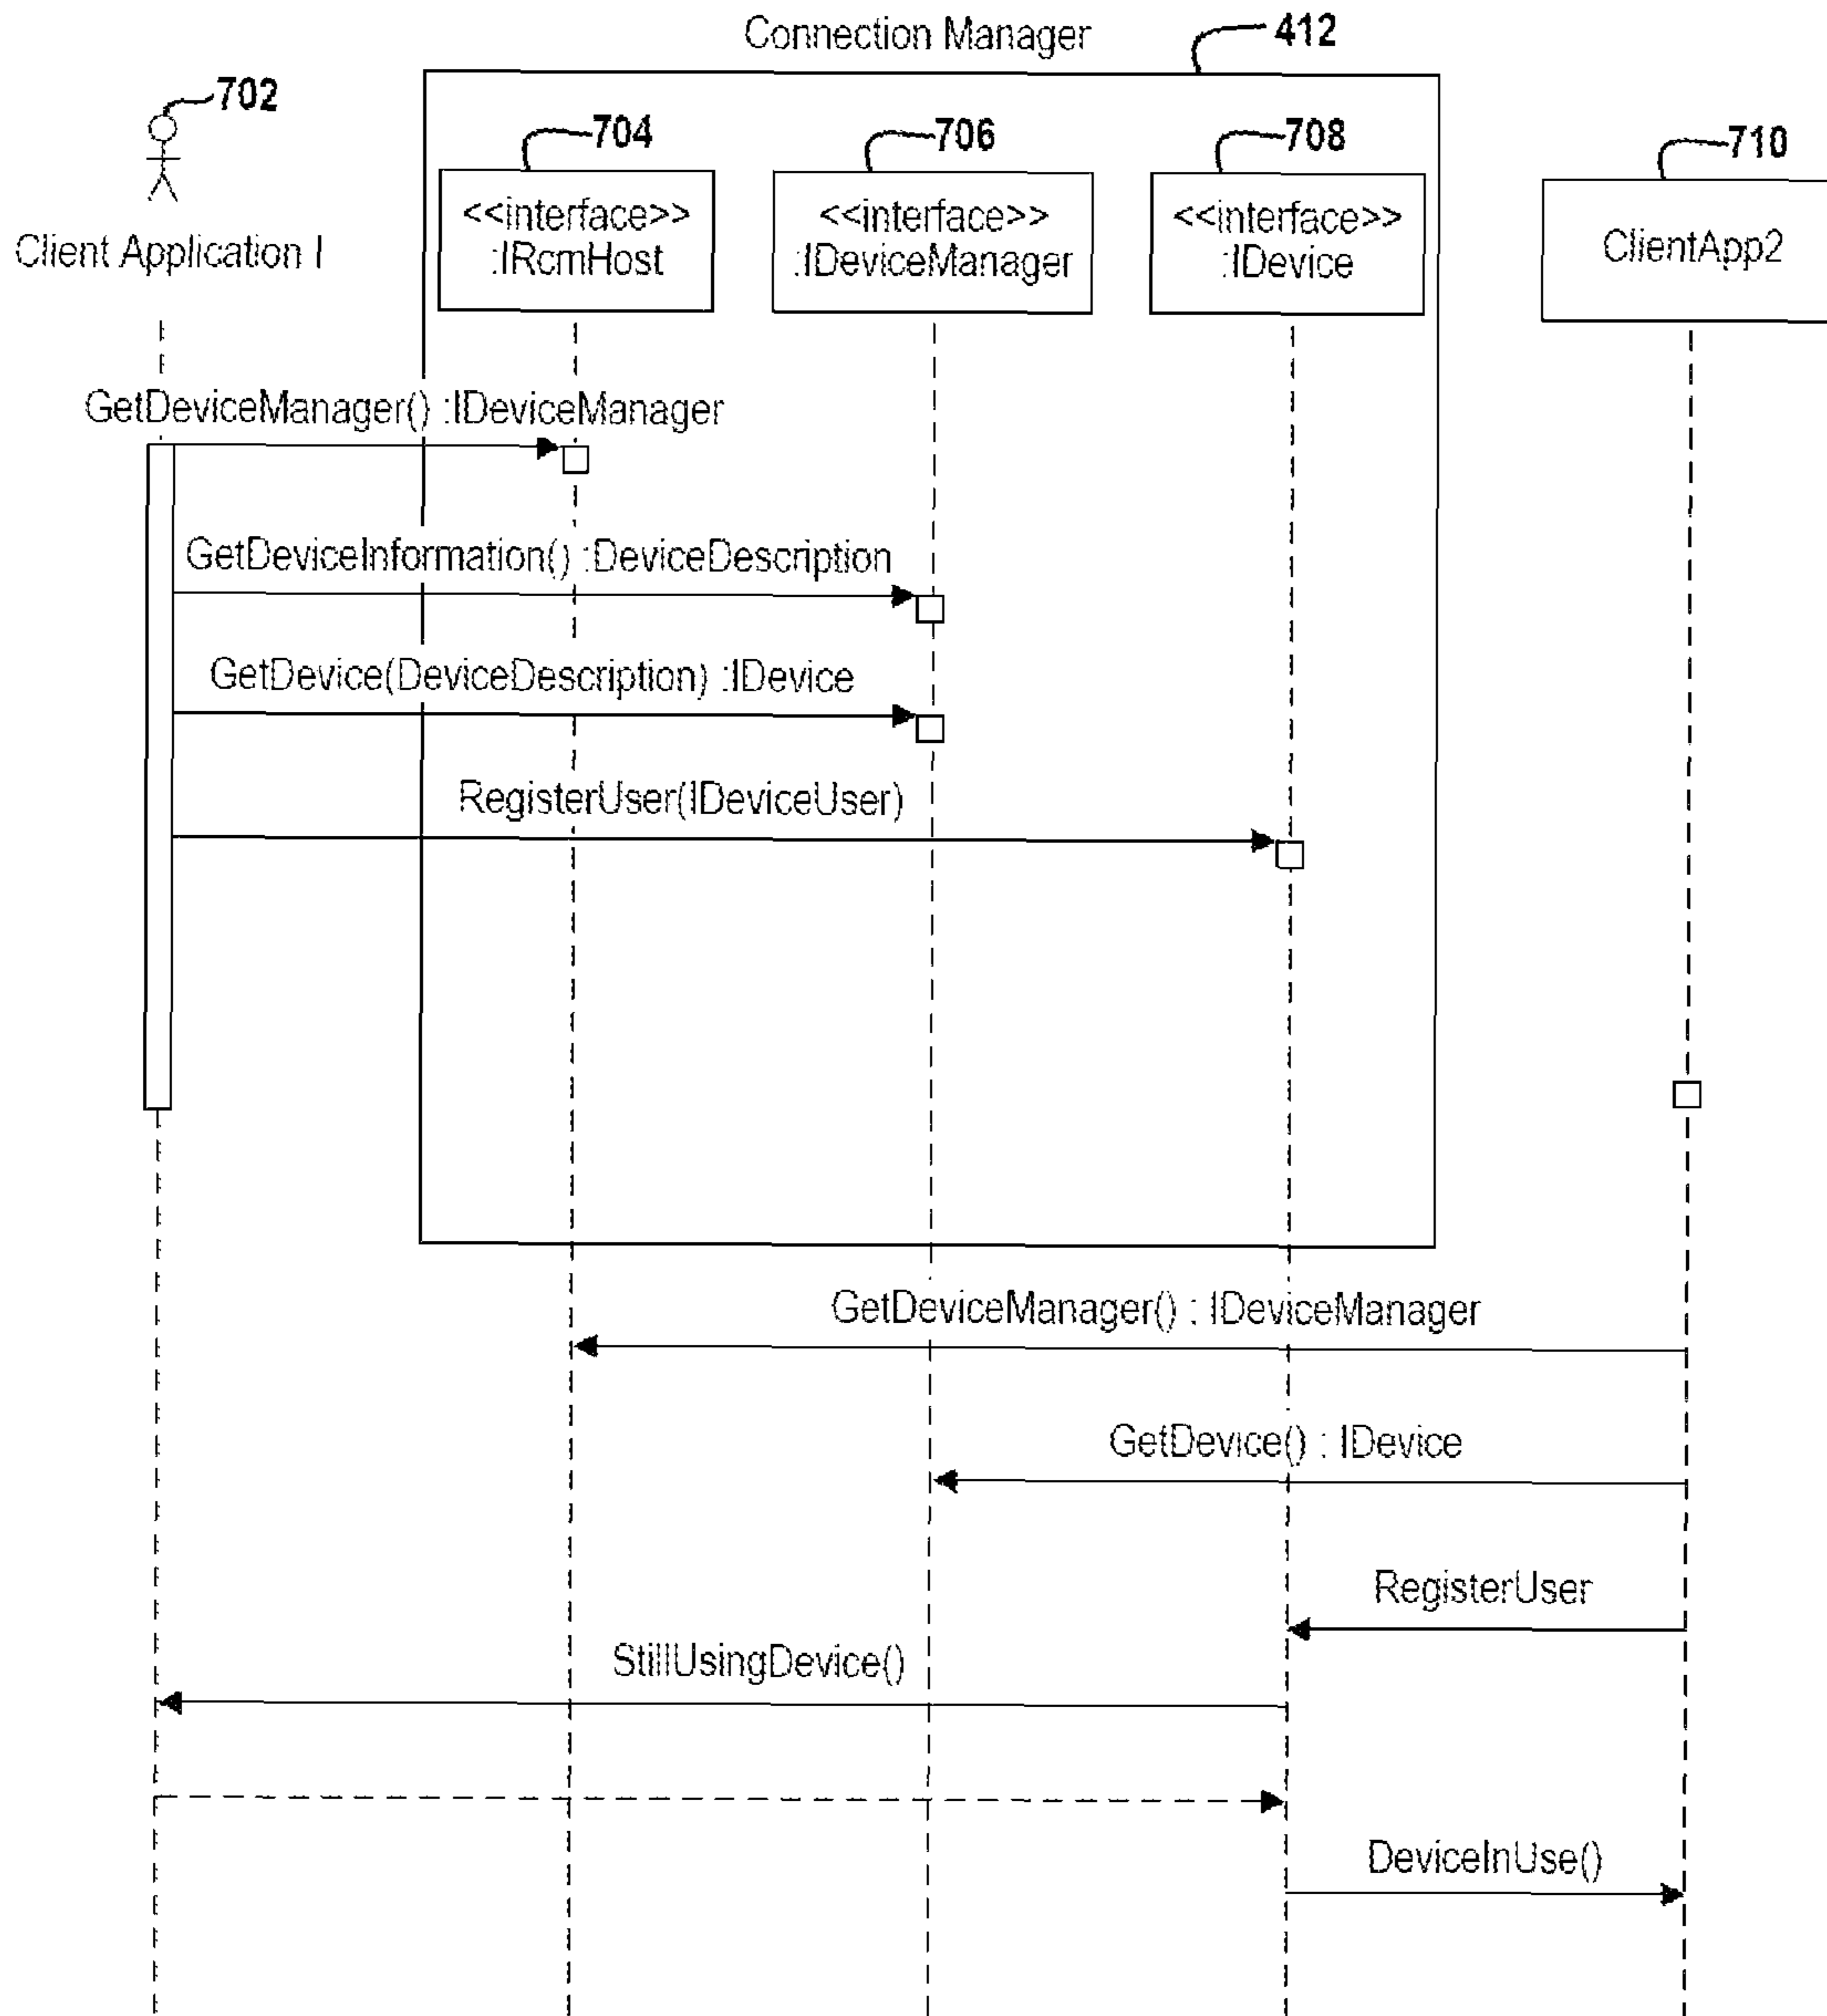 Connection Manager
412
702
704
706
708
710
<<interface>>
:IRcmHost
<<interface>>
:IDeviceManager
<<interface>>
:IDevice
ClientApp2
Client Application I
GetDeviceManager() :IDeviceManager
GetDeviceInformation() :DeviceDescription
GetDevice(DeviceDescription) :IDevice
RegisterUser(IDeviceUser)
GetDeviceManager() : IDeviceManager
GetDevice() : IDevice
RegisterUser
StillUsingDevice()
DeviceInUse()